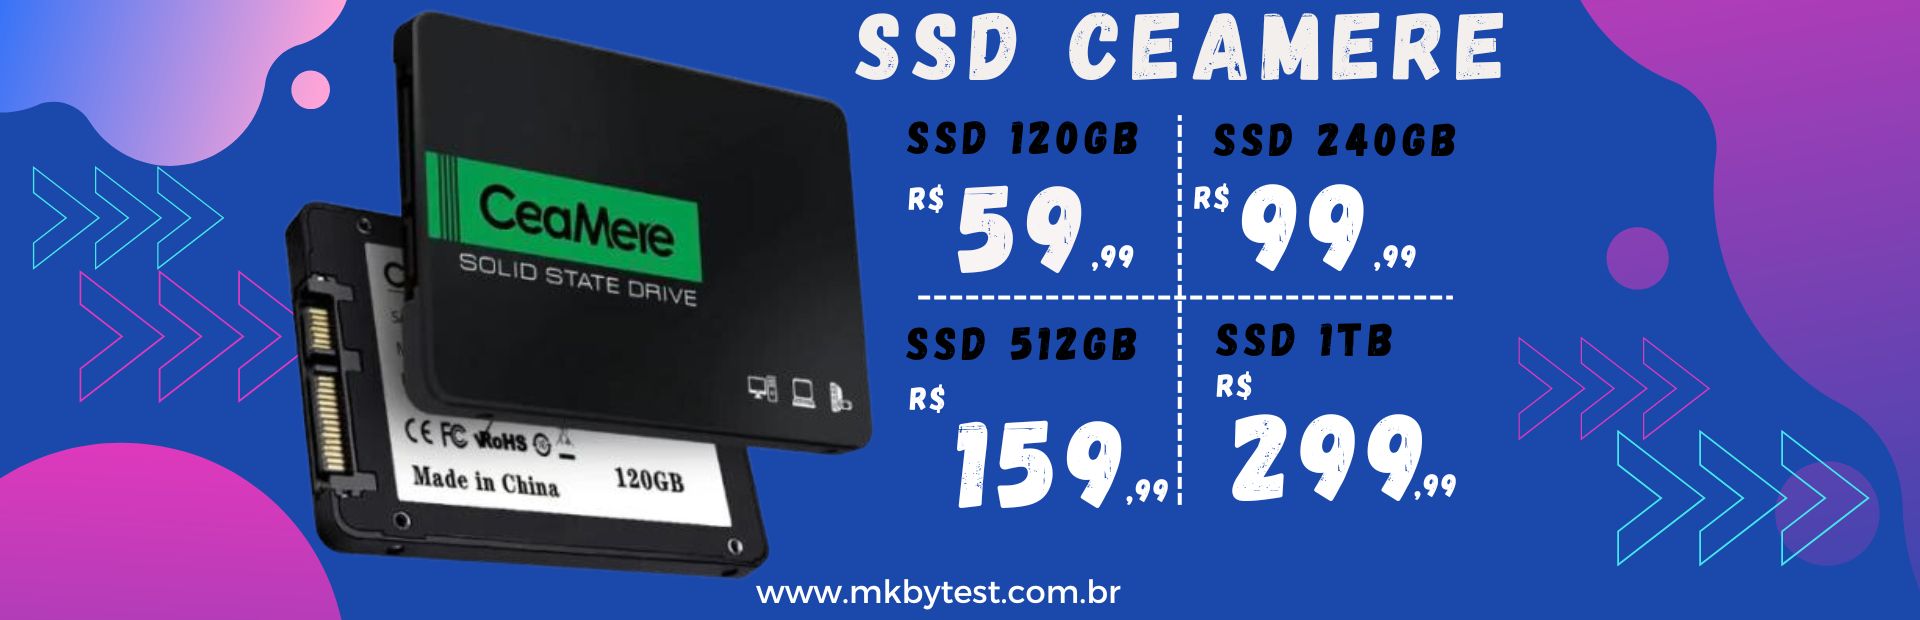 SSD CEAMERE
SSD 120GB
R$ 59,99
SSD 240GB
R$ 99,99
SSD 512GB
R$ 159,99
SSD 1TB
R$ 299,99
CeaMere
SOLID STATE DRIVE
CE FC RoHS
Made in China 120GB
www.mkbytest.com.br